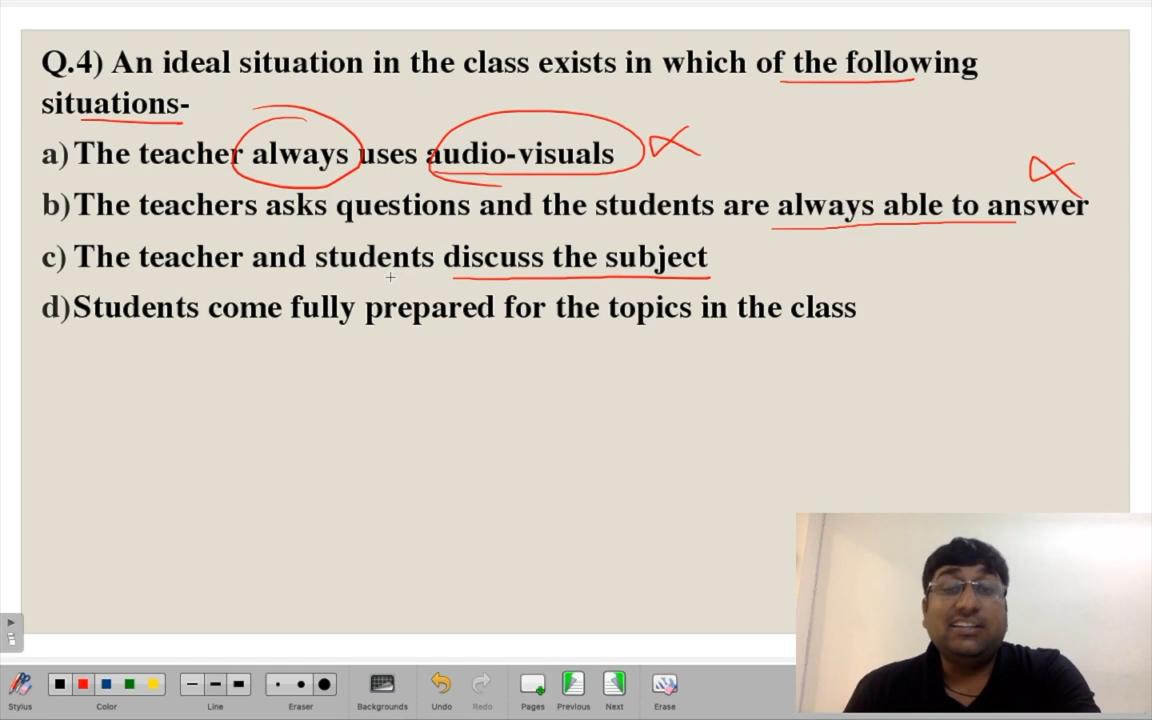 Q.4) An ideal situation in the class exists in which of the following
situations-
a) The teacher always uses audio-visuals
b) The teachers asks questions and the students are always able to answer
c) The teacher and students discuss the subject
d) Students come fully prepared for the topics in the class
Stylus Color Line Eraser Backgrounds Undo Redo Pages Previous Next Erase